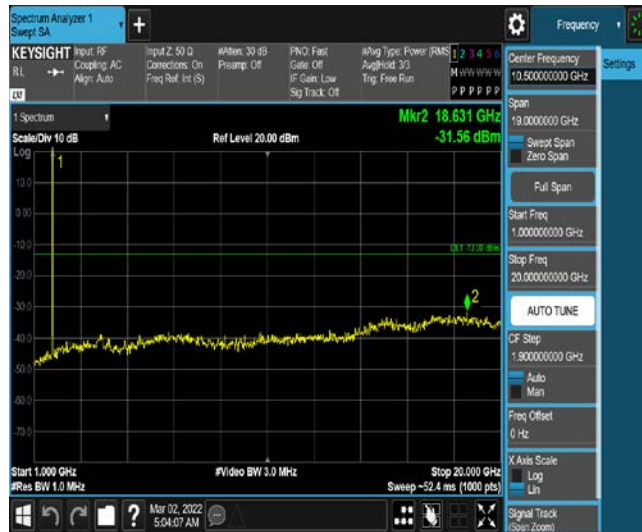 Spectrum Analyzer 1
Swept SA
+
Frequency
KEYSIGHT
R L
LXI
Input: RF
Coupling: AC
Align: Auto
Input Z: 50 Ω
Corrections: On
Freq Ref: Int (S)
#Atten: 30 dB
Preamp: Off
PNO: Fast
Gate: Off
IF Gain: Low
Sig Track: Off
#Avg Type: Power (RMS
Avg|Hold: 3/3
Trig: Free Run
1 2 3 4 5 6
M W W W W W
P P P P P P
1 Spectrum
Scale/Div 10 dB
Log
Ref Level 20.00 dBm
Mkr2 18.631 GHz
-31.56 dBm
1
10.0
0.00
-10.0
DL1 -13.00 dBm
-20.0
2
-30.0
-40.0
-50.0
-60.0
-70.0
Start 1.000 GHz
#Res BW 1.0 MHz
#Video BW 3.0 MHz
Stop 20.000 GHz
Sweep ~52.4 ms (1000 pts)
?
Mar 02, 2022
5:04:07 AM
Center Frequency
10.500000000 GHz
Settings
Span
19.0000000 GHz
Swept Span
Zero Span
Full Span
Start Freq
1.000000000 GHz
Stop Freq
20.000000000 GHz
AUTO TUNE
CF Step
1.900000000 GHz
Auto
Man
Freq Offset
0 Hz
X Axis Scale
Log
Lin
Signal Track
(Span Zoom)